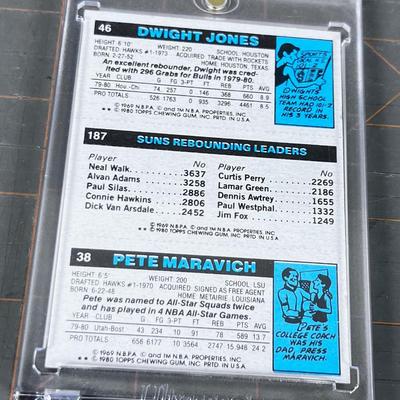 46 DWIGHT JONES
HEIGHT: 6'10" WEIGHT: 220 SCHOOL: HOUSTON
DRAFTED: HAWKS #1-1973 ACQUIRED: TRADE WITH ROCKETS
BORN: 2-27-52 HOME: HOUSTON, TEXAS
An excellent rebounder, Dwight was cred-
ited with 296 Grabs for Bulls in 1979-80.
YEAR CLUB G FG 3-PT FT REB PTS AVG
79-80 Hou-Chi 74 257 0 146 368 660 8.9
PRO TOTALS 526 1763 0 935 3296 4461 8.5
© 1969 N.B.P.A. © and TM N.B.A. PROPERTIES, INC.
** © 1980 TOPPS CHEWING GUM, INC. PRTD. IN U.S.A.
SPORTS
DWIGHT'S
HIGH SCHOOL
TEAM HAD
RECORD IN
HIS 3 YEARS.
187 SUNS REBOUNDING LEADERS
Player No Player No
Neal Walk .3637 Curtis Perry .2269
Alvan Adams .3258 Lamar Green .2186
Paul Silas .2886 Dennis Awtrey .1655
Connie Hawkins .2806 Paul Westphal .1332
Dick Van Arsdale .2452 Jim Fox .1249
© 1969 N.B.P.A. © and TM N.B.A. PROPERTIES, INC.
** © 1980 TOPPS CHEWING GUM, INC. PRTD. IN U.S.A.
38 PETE MARAVICH
HEIGHT: 6'5" WEIGHT: 200 SCHOOL: LSU
DRAFTED: HAWKS #1-1970 ACQUIRED: SIGNED AS FREE AGENT
BORN: 6-22-48 HOME: METAIRIE, LOUISIANA
Pete was named to All-Star Squads twice
and has played in 4 NBA All-Star Games.
YEAR CLUB G FG 3-PT FT REB PTS AVG
79-80 Utah-Bost 43 234 10 91 78 589 13.7
PRO TOTALS 658 6177 10 3564 2747 15,948 24.2
© 1969 N.B.P.A. © and TM N.B.A. PROPERTIES, INC.
** © 1980 TOPPS CHEWING GUM, INC. PRTD. IN U.S.A.
PETE'S
COLLEGE COACH
WAS HIS
DAD, PRESS
MARAVICH.